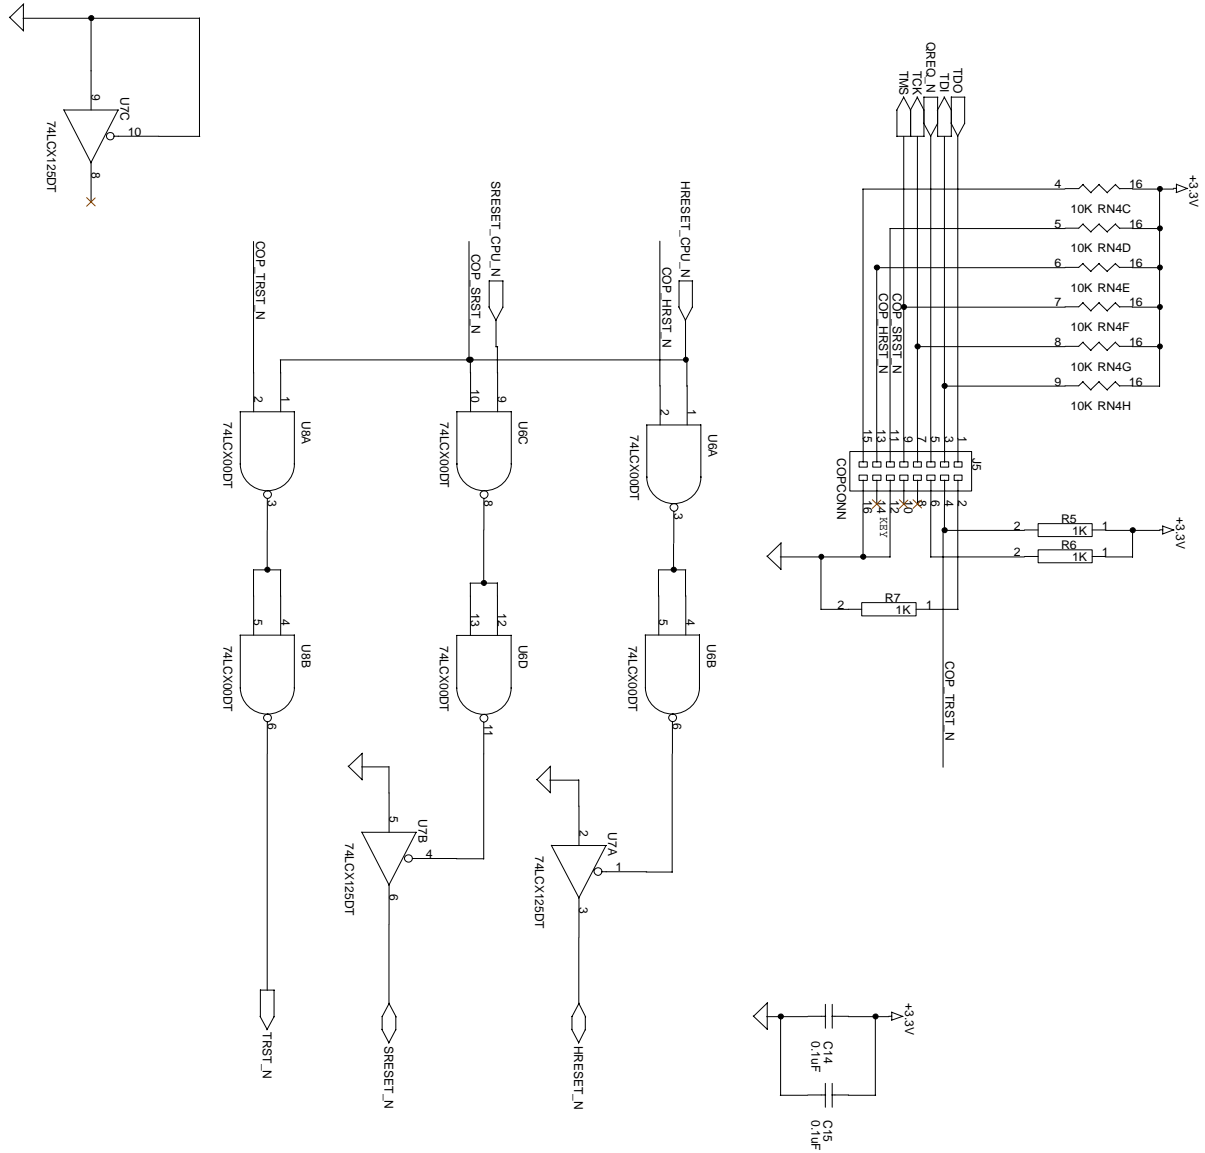 U7C
9
10
8
74LCX125DT
QREQ_N
TDO
TDI
TCK
TMS
+3.3V
4
16
10K RN4C
5
16
10K RN4D
6
16
10K RN4E
7
16
10K RN4F
8
16
10K RN4G
9
16
10K RN4H
COP_SRST_N
COP_HRST_N
15
13
11
9
7
5
3
1
J5
COPCONN
16
14
12
10
8
6
4
2
KEY
+3.3V
R5
2
1K
1
R6
2
1K
1
R7
2
1K
1
COP_TRST_N
HRESET_CPU_N
COP_HRST_N
SRESET_CPU_N
COP_SRST_N
COP_TRST_N
2
1
U8A
74LCX00DT
3
10
9
U6C
74LCX00DT
8
2
1
U6A
74LCX00DT
3
5
4
U8B
74LCX00DT
6
13
12
U6D
74LCX00DT
11
5
4
U6B
74LCX00DT
6
5
U7B
4
74LCX125DT
6
2
U7A
1
74LCX125DT
3
TRST_N
SRESET_N
HRESET_N
+3.3V
C14
0.1uF
C15
0.1uF